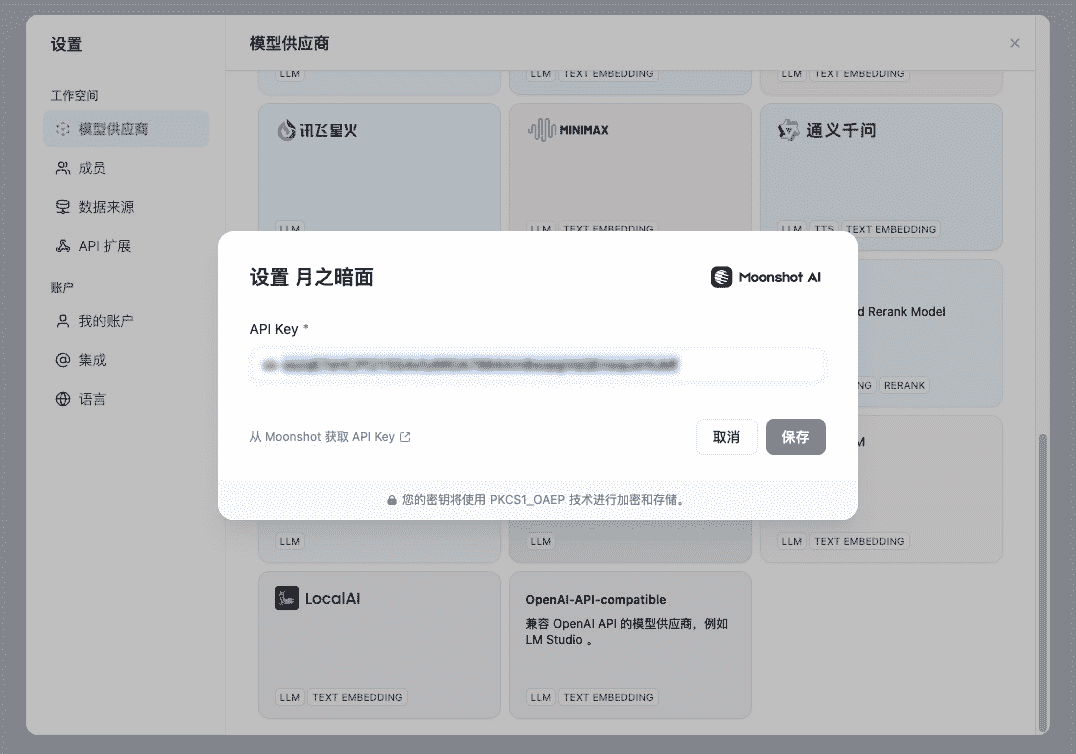 设置
工作空间
模型供应商
成员
数据来源
API 扩展
账户
我的账户
集成
语言
模型供应商
LLM
LLM TEXT EMBEDDING
LLM TEXT EMBEDDING
讯飞星火
LLM
MINIMAX
LLM TEXT EMBEDDING
通义千问
LLM TTS TEXT EMBEDDING
设置 月之暗面
Moonshot AI
API Key *
从 Moonshot 获取 API Key
取消
保存
您的密钥将使用 PKCS1_OAEP 技术进行加密和存储。
d Rerank Model
NG RERANK
M
LLM
LLM
LLM TEXT EMBEDDING
LocalAI
LLM TEXT EMBEDDING
OpenAI-API-compatible
兼容 OpenAI API 的模型供应商，例如
LM Studio 。
LLM TEXT EMBEDDING